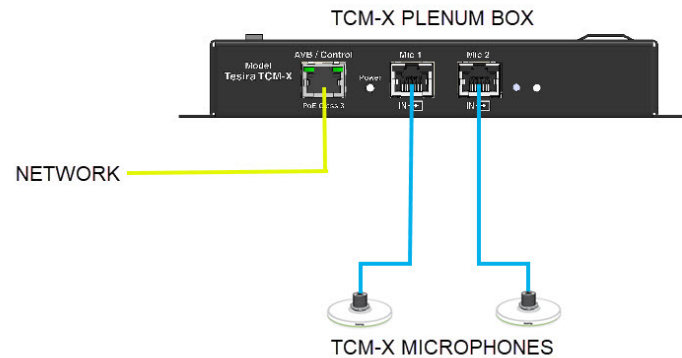 TCM-X PLENUM BOX
AVB / Control
Mic 1
Mic 2
Model
Tesira TCM-X
Power
PoE Class 3
IN
IN
NETWORK
TCM-X MICROPHONES